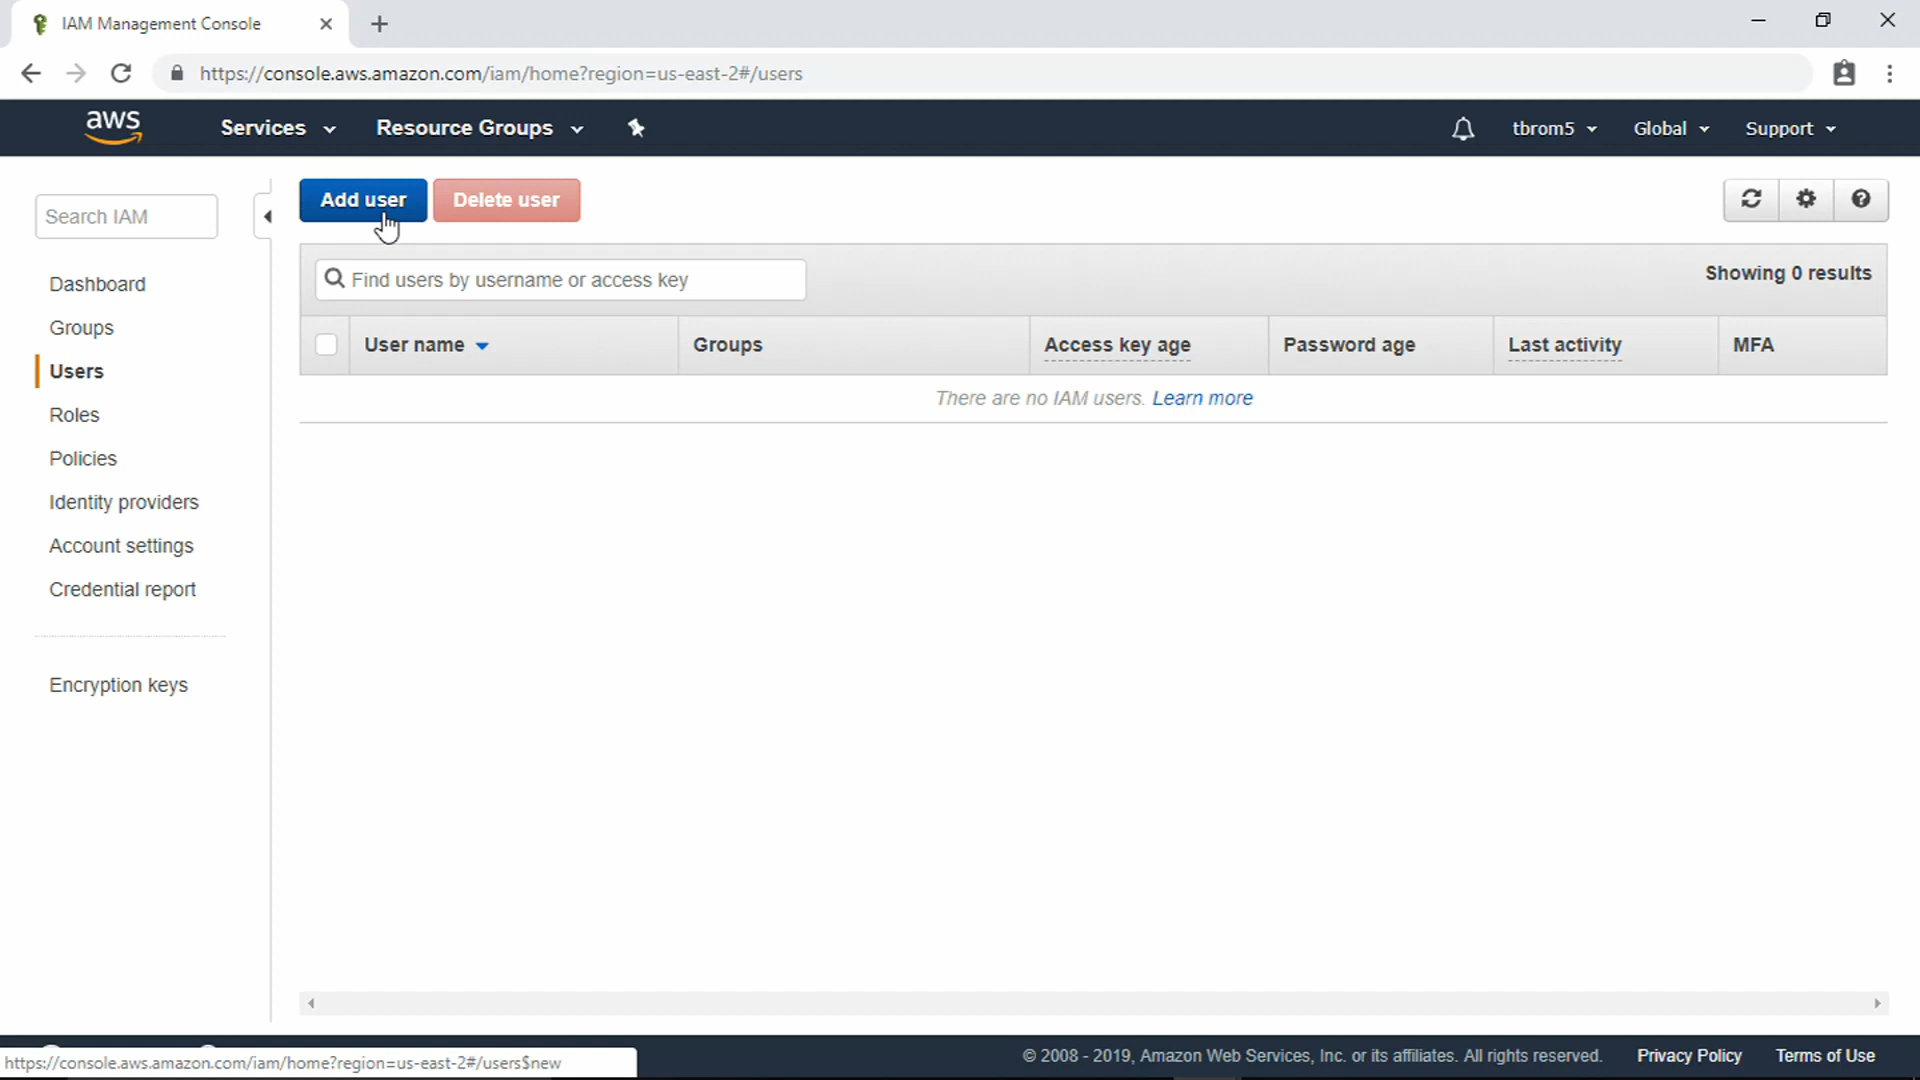 IAM Management Console
https://console.aws.amazon.com/iam/home?region=us-east-2#/users
aws
Services
Resource Groups
tbrom5
Global
Support
Search IAM
Add user
Delete user
Find users by username or access key
Showing 0 results
User name
Groups
Access key age
Password age
Last activity
MFA
There are no IAM users. Learn more
Dashboard
Groups
Users
Roles
Policies
Identity providers
Account settings
Credential report
Encryption keys
https://console.aws.amazon.com/iam/home?region=us-east-2#/users$new
© 2008 - 2019, Amazon Web Services, Inc. or its affiliates. All rights reserved.
Privacy Policy
Terms of Use